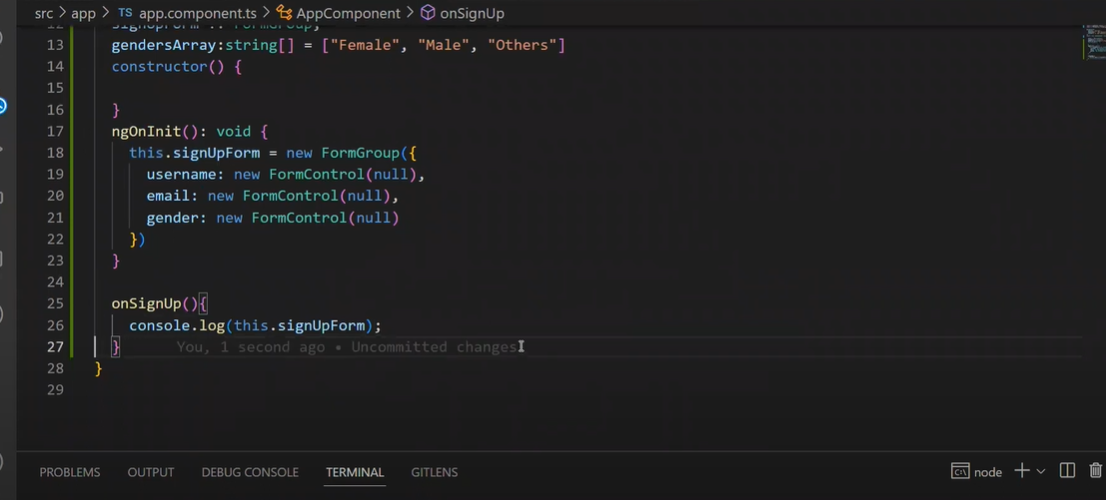 src > app > TS app.component.ts > AppComponent > onSignUp
12 signUpForm !: FormGroup;
13 gendersArray:string[] = ["Female", "Male", "Others"]
14 constructor() {
15
16 }
17 ngOnInit(): void {
18 this.signUpForm = new FormGroup({
19 username: new FormControl(null),
20 email: new FormControl(null),
21 gender: new FormControl(null)
22 })
23 }
24
25 onSignUp(){
26 console.log(this.signUpForm);
27 } You, 1 second ago • Uncommitted changes
28 }
29
PROBLEMS OUTPUT DEBUG CONSOLE TERMINAL GITLENS node